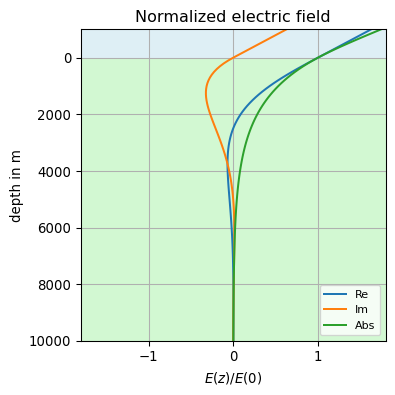 Normalized electric field
depth in m
0
2000
4000
6000
8000
10000
−1
0
1
E(z)/E(0)
Re
Im
Abs